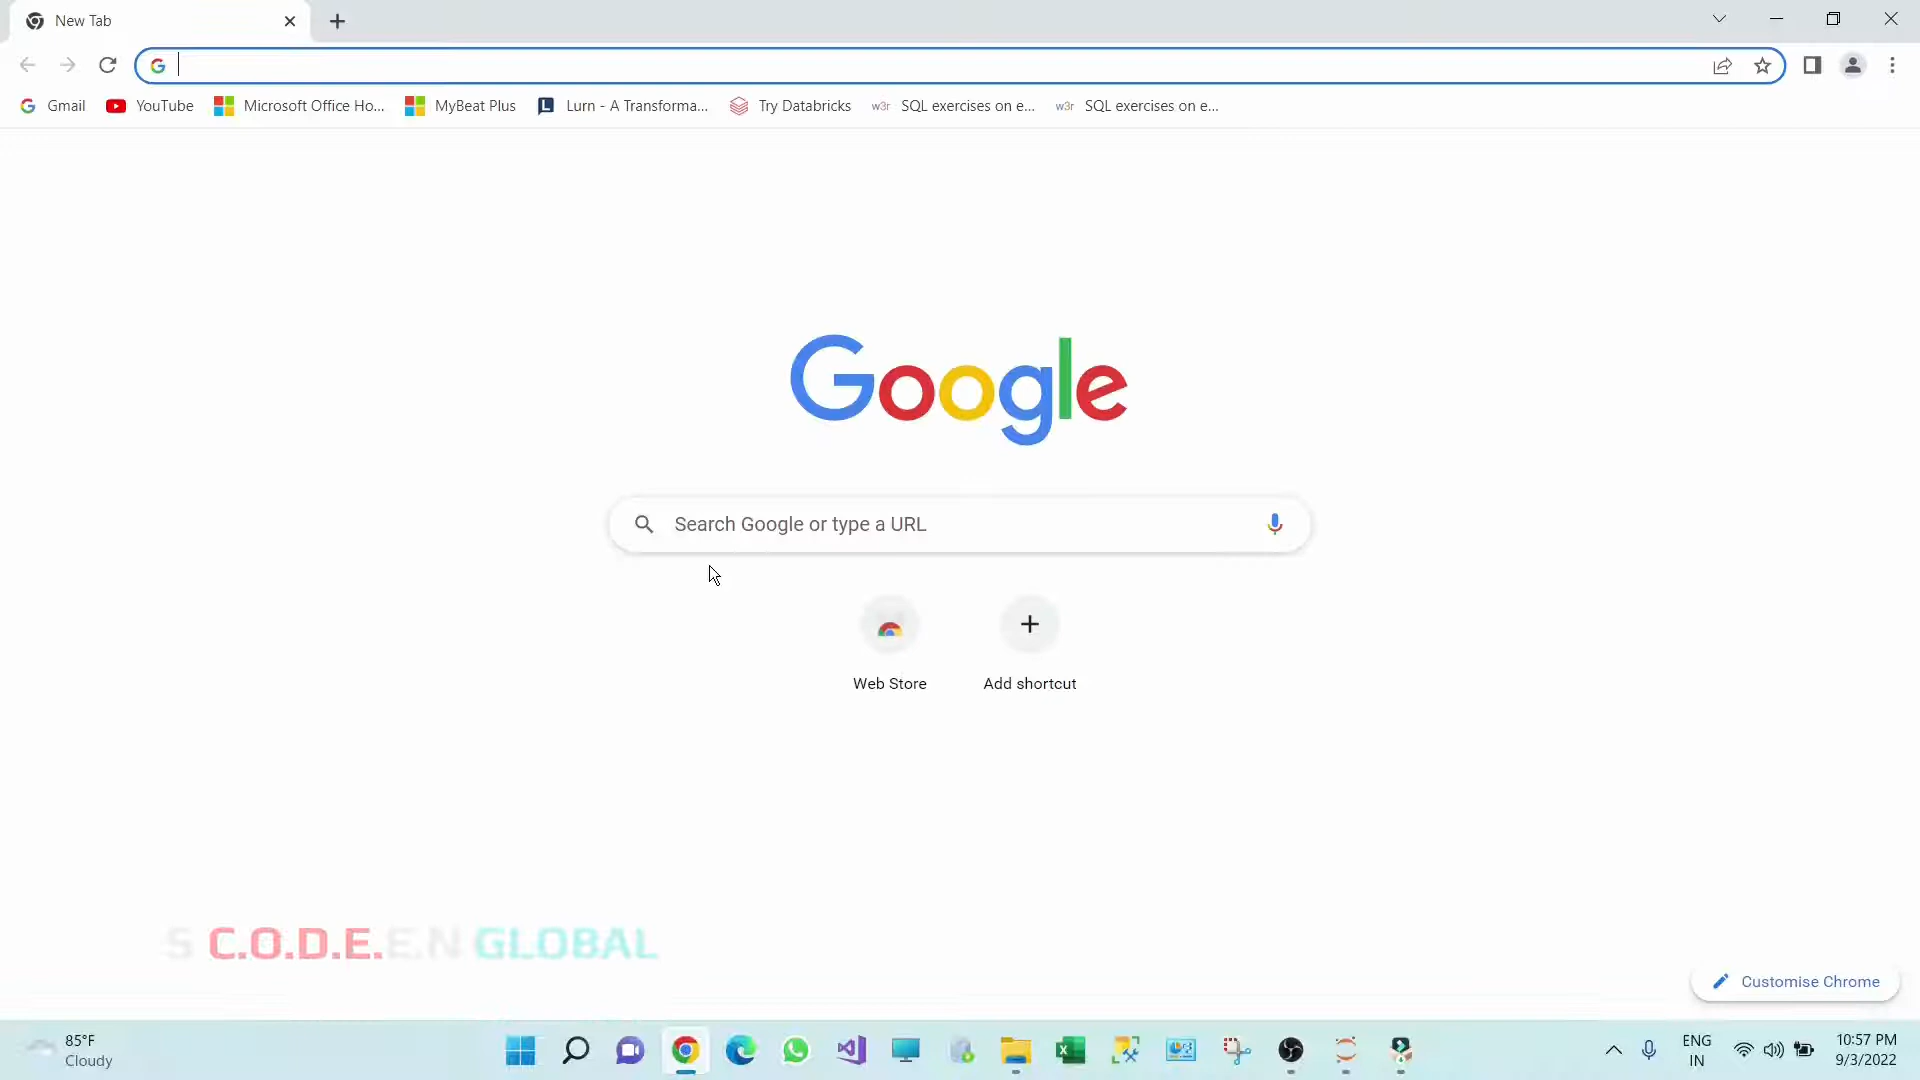 New Tab
Gmail
YouTube
Microsoft Office Ho...
MyBeat Plus
Lurn - A Transforma...
Try Databricks
w3r SQL exercises on e...
w3r SQL exercises on e...
Google
Search Google or type a URL
Web Store
Add shortcut
S C.O.D.E.E.N GLOBAL
Customise Chrome
85°F
Cloudy
ENG
IN
10:57 PM
9/3/2022